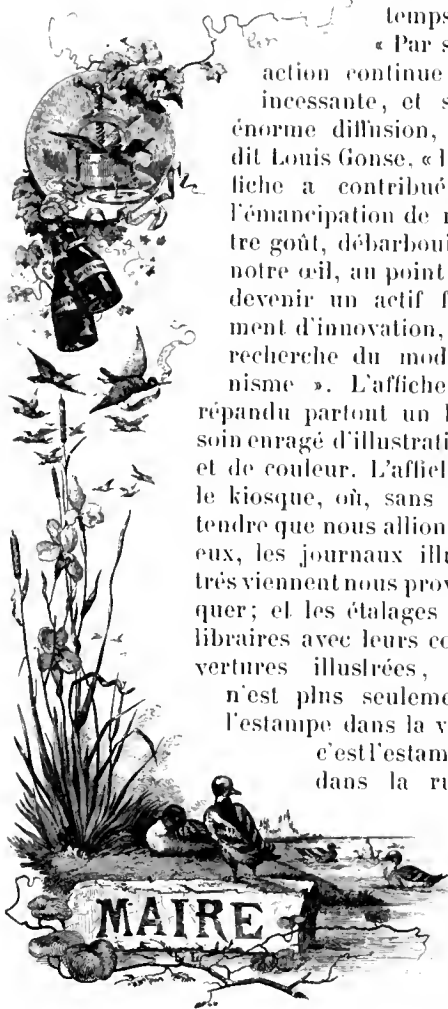 temps
« Par s
action continue
incessante, et s
énorme diffusion,
dit Louis Gonse, « l
fiche a contribué
l'émancipation de n
tre goût, débarboui
notre œil, au point
devenir un actif f
ment d'innovation,
recherche du mod
nisme ». L'affiche
répandu partout un b
soin enragé d'illustrati
et de couleur. L'affich
le kiosque, où, sans
tendre que nous allion
eux, les journaux illu
trés viennent nous provo
quer; et les étalages
libraires avec leurs co
vertures illustrées,
n'est plus seuleme
l'estampe dans la v
c'est l'estam
dans la ru
MAIRE